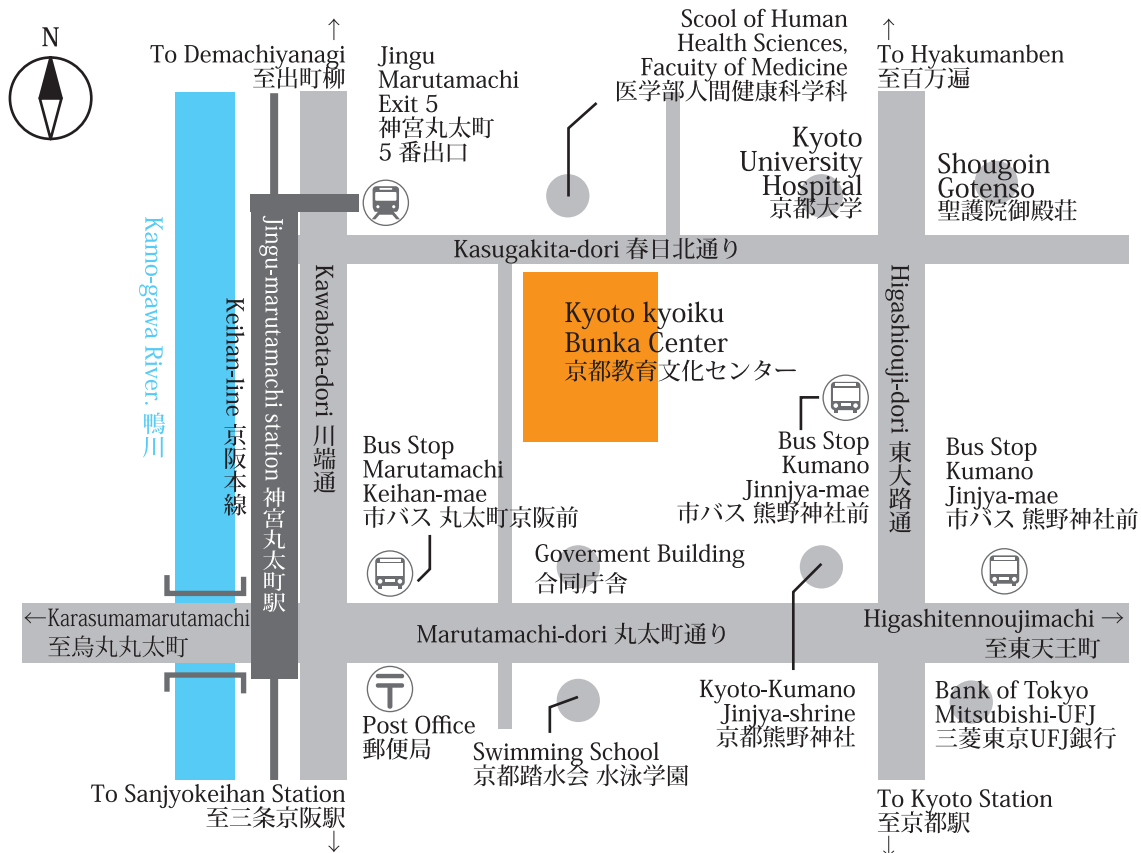 N
To Demachiyanagi
至出町柳
Jingu
Marutamachi
Exit 5
神宮丸太町
5 番出口
Scool of Human
Health Sciences,
Facuity of Medicine
医学部人間健康科学科
To Hyakumanben
至百万遍
Kyoto
University
Hospital
京都大学
Shougoin
Gotenso
聖護院御殿荘
Kasugakita-dori 春日北通り
Kamo-gawa River. 鴨川
Keihan-line 京阪本線
Jingu-marutamachi station 神宮丸太町駅
Kawabata-dori 川端通
Kyoto kyoiku
Bunka Center
京都教育文化センター
Higashiouji-dori 東大路通
Bus Stop
Marutamachi
Keihan-mae
市バス 丸太町京阪前
Bus Stop
Kumano
Jinnjya-mae
市バス 熊野神社前
Bus Stop
Kumano
Jinjya-mae
市バス 熊野神社前
Goverment Building
合同庁舎
←Karasumamarutamachi
至烏丸丸太町
Marutamachi-dori 丸太町通り
Higashitennoujimachi →
至東天王町
Post Office
郵便局
Swimming School
京都踏水会 水泳学園
Kyoto-Kumano
Jinjya-shrine
京都熊野神社
Bank of Tokyo
Mitsubishi-UFJ
三菱東京UFJ銀行
To Sanjyokeihan Station
至三条京阪駅
To Kyoto Station
至京都駅